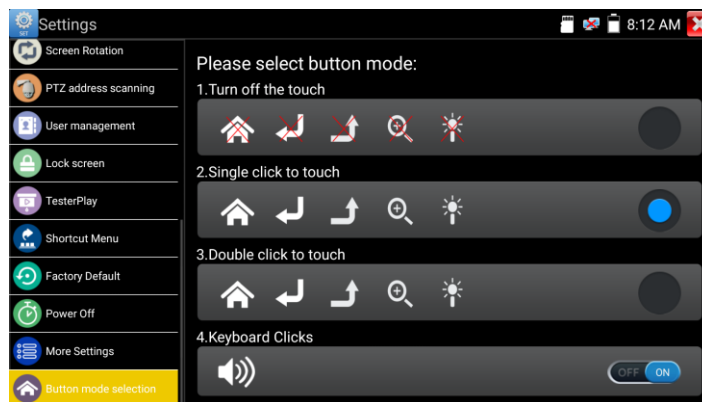 SET
Settings
8:12 AM
Screen Rotation
PTZ address scanning
User management
Lock screen
TesterPlay
Shortcut Menu
Factory Default
Power Off
More Settings
Button mode selection
Please select button mode:
1.Turn off the touch
2.Single click to touch
3.Double click to touch
4.Keyboard Clicks
OFF ON